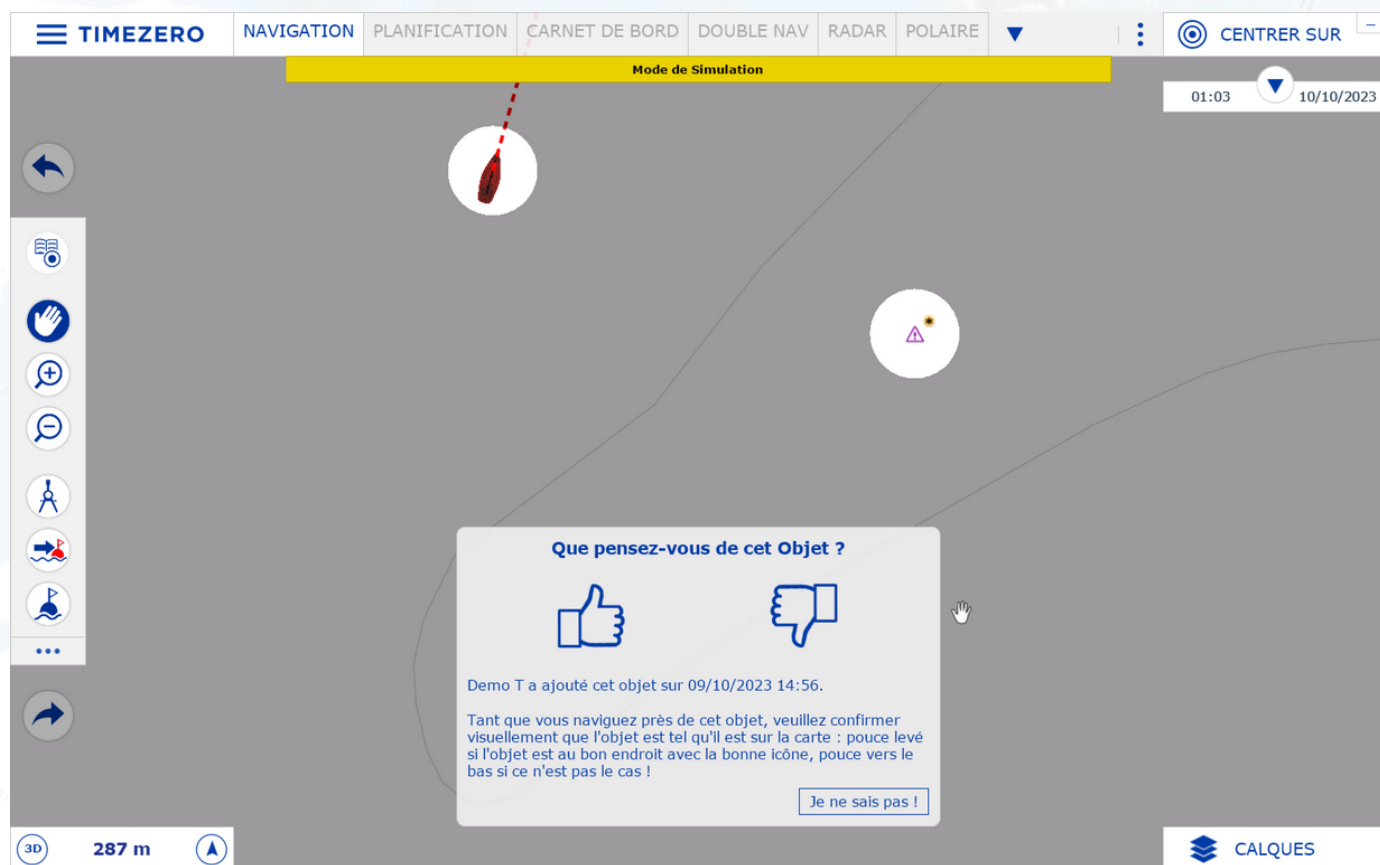 TIMEZERO
NAVIGATION
PLANIFICATION
CARNET DE BORD
DOUBLE NAV
RADAR
POLAIRE
CENTRER SUR
Mode de Simulation
01:03
10/10/2023
Que pensez-vous de cet Objet ?
Demo T a ajouté cet objet sur 09/10/2023 14:56.
Tant que vous naviguez près de cet objet, veuillez confirmer
visuellement que l'objet est tel qu'il est sur la carte : pouce levé
si l'objet est au bon endroit avec la bonne icône, pouce vers le
bas si ce n'est pas le cas !
Je ne sais pas !
3D
287 m
CALQUES